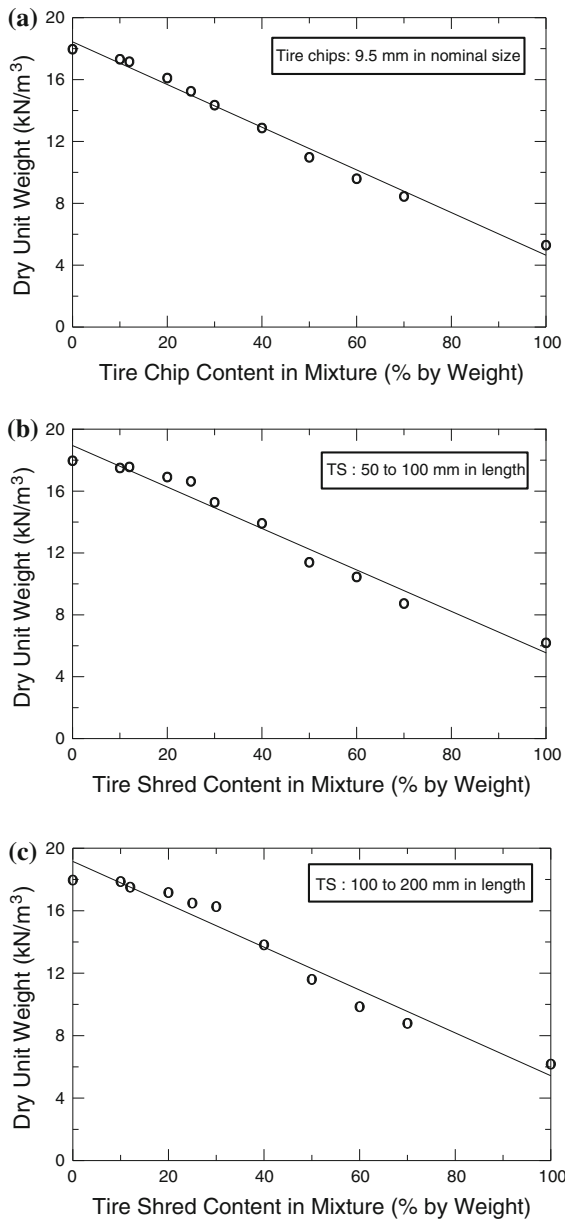 (a)
20
16
12
8
4
0
Dry Unit Weight (kN/m³)
Tire chips: 9.5 mm in nominal size
0 20 40 60 80 100
Tire Chip Content in Mixture (% by Weight)
(b)
20
16
12
8
4
0
Dry Unit Weight (kN/m³)
TS : 50 to 100 mm in length
0 20 40 60 80 100
Tire Shred Content in Mixture (% by Weight)
(c)
20
16
12
8
4
0
Dry Unit Weight (kN/m³)
TS : 100 to 200 mm in length
0 20 40 60 80 100
Tire Shred Content in Mixture (% by Weight)